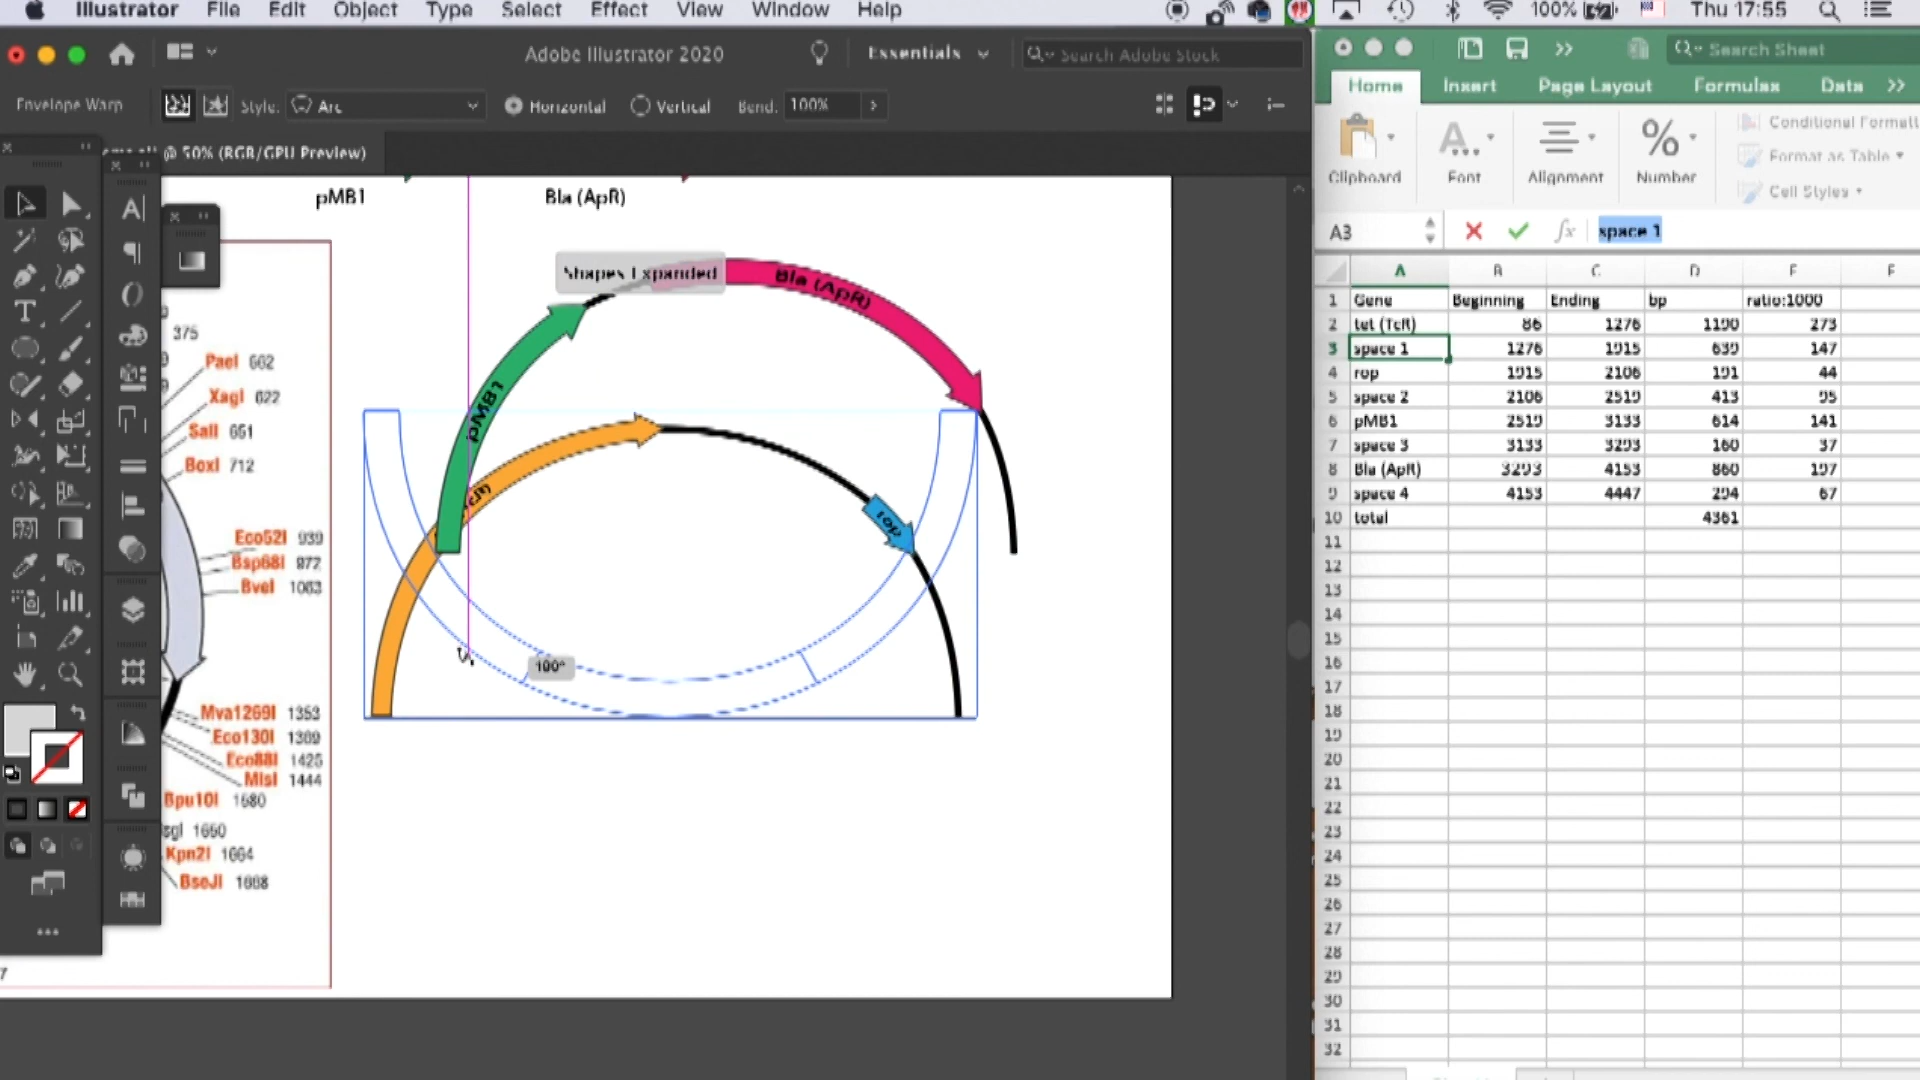 Illustrator File Edit Object Type Select Effect View Window Help
100% Thu 17:55
Adobe Illustrator 2020
Essentials
Search Adobe Stock
Envelope Warp
Style: Arc
Horizontal
Vertical
Bend: 100%
@ 50% (RGB/GPU Preview)
pMB1
Bla (ApR)
Shapes Expanded
Bla (ApR)
pMB1
rop
100°
375
PaeI 662
XagI 622
SalI 651
BoxI 712
Eco52I 939
Bsp68I 972
BveI 1063
Mva1269I 1353
Eco130I 1369
Eco88I 1425
MlsI 1444
Bpu10I 1580
1650
Kpn2I 1664
BseJI 1668
7
Search Sheet
Home Insert Page Layout Formulas Data
Clipboard
Font
Alignment
Number
Conditional Formatt
Format as Table
Cell Styles
A3
fx
space 1
A B C D E F
1 Gene Beginning Ending bp ratio:1000
2 tet (TcR) 86 1276 1190 273
3 space 1 1276 1915 639 147
4 rop 1915 2106 191 44
5 space 2 2106 2519 413 95
6 pMB1 2519 3133 614 141
7 space 3 3133 3293 160 37
8 Bla (ApR) 3293 4153 860 197
9 space 4 4153 4447 294 67
10 total 4361
11
12
13
14
15
16
17
18
19
20
21
22
23
24
25
26
27
28
29
30
31
32